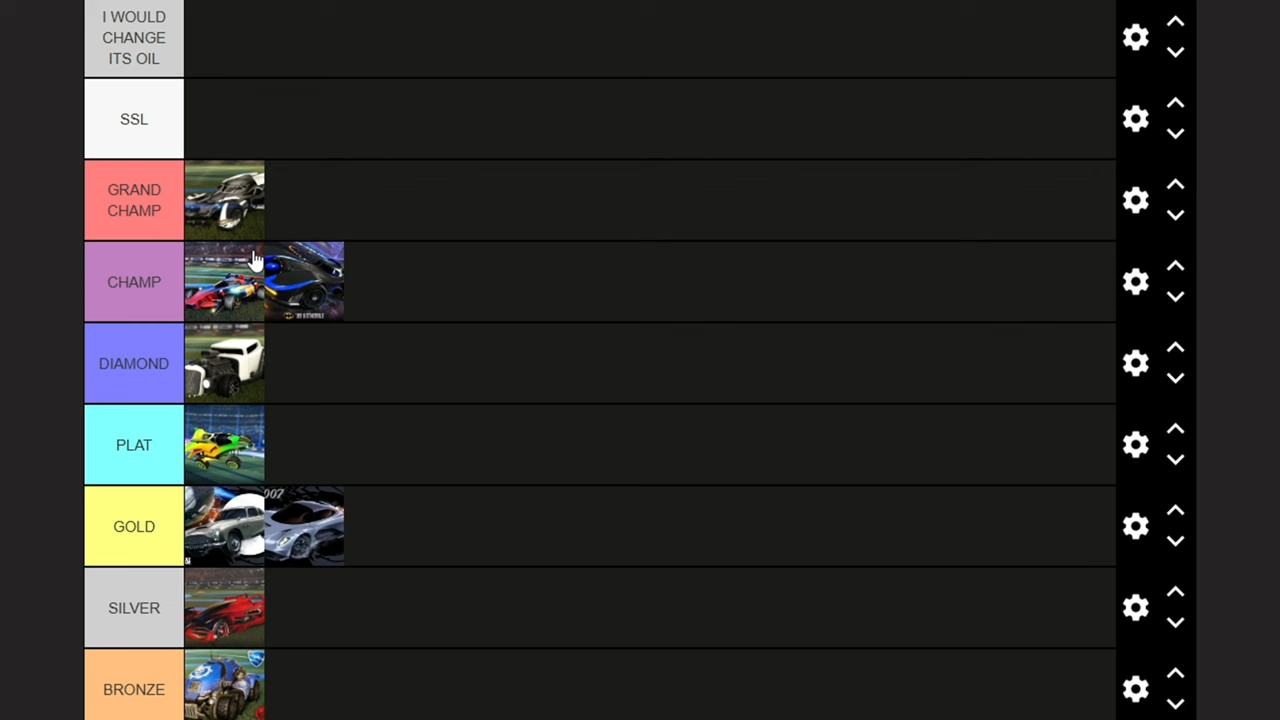 I WOULD
CHANGE
ITS OIL
SSL
GRAND
CHAMP
CHAMP
DIAMOND
PLAT
GOLD
007
SILVER
BRONZE